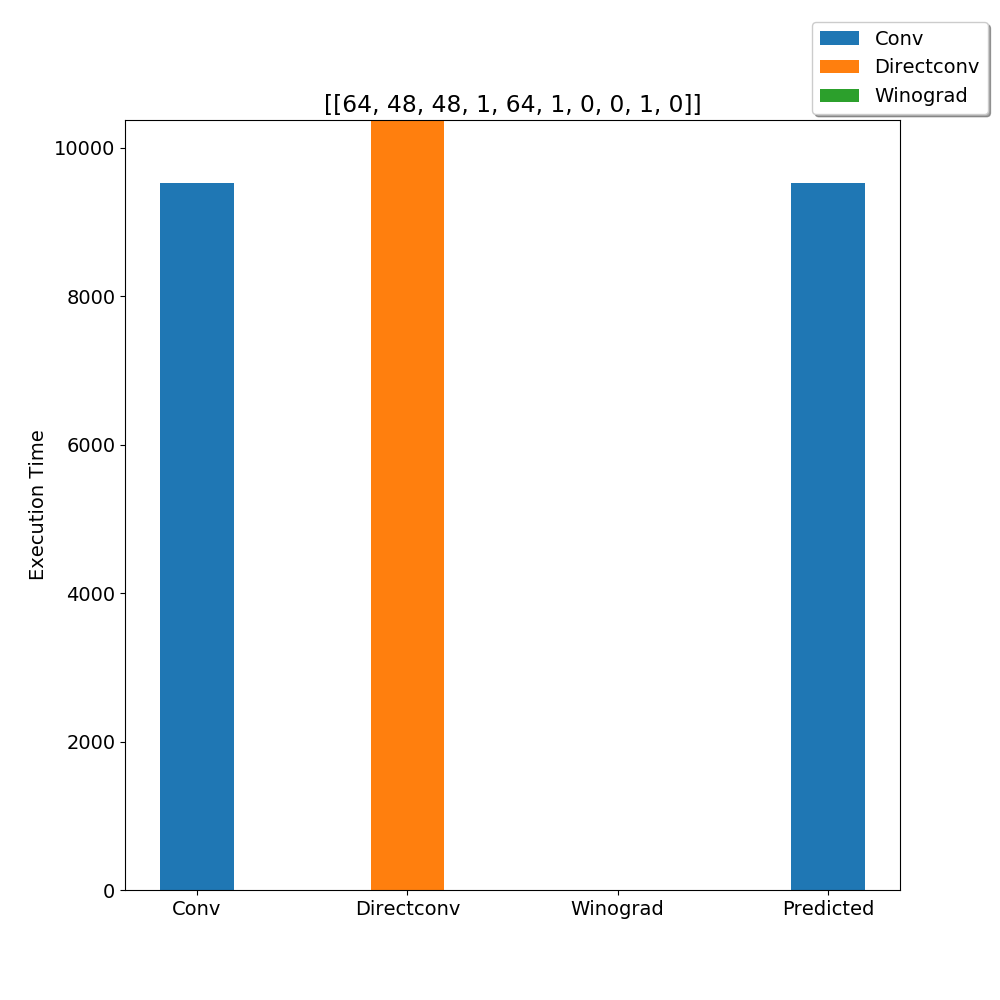 Conv
Directconv
Winograd
[[64, 48, 48, 1, 64, 1, 0, 0, 1, 0]]
10000
8000
6000
4000
2000
0
Execution Time
Conv Directconv Winograd Predicted